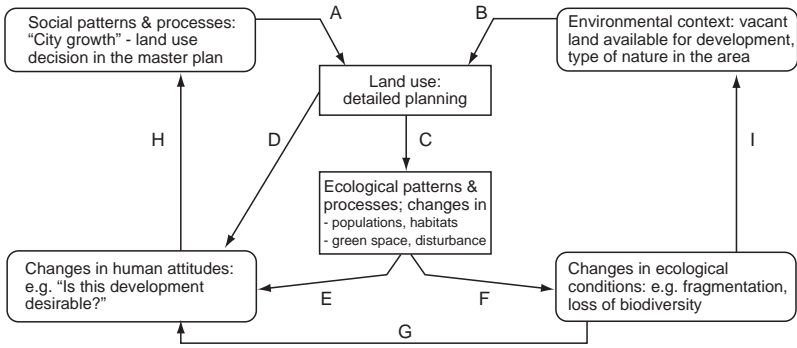 Social patterns & processes:
“City growth” - land use
decision in the master plan
A
B
Environmental context: vacant
land available for development,
type of nature in the area
Land use:
detailed planning
H
D
C
I
Ecological patterns &
processes; changes in
- populations, habitats
- green space, disturbance
Changes in human attitudes:
e.g. “Is this development
desirable?”
E
F
Changes in ecological
conditions: e.g. fragmentation,
loss of biodiversity
G